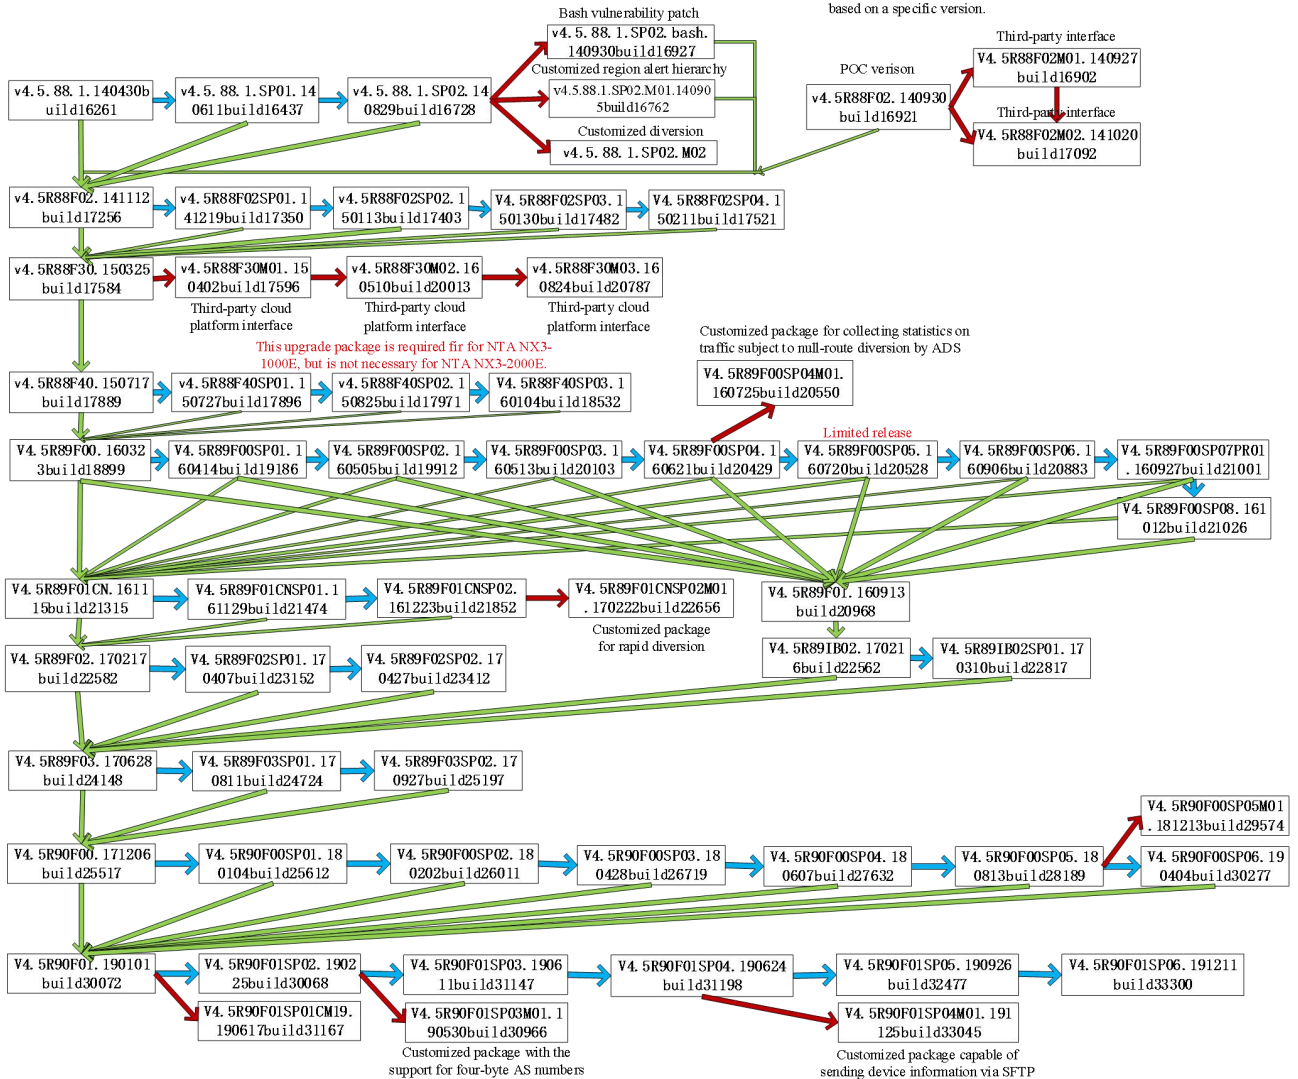 based on a specific version.
Bash vulnerability patch
v4.5.88.1.SP02.bash.
140930build16927
Customized region alert hierarchy
v4.5.88.1.SP02.M01.14090
5build16762
Customized diversion
v4.5.88.1.SP02.M02
v4.5.88.1.140430b
uild16261
v4.5.88.1.SP01.14
0611build16437
v4.5.88.1.SP02.14
0829build16728
POC verison
v4.5R88F02.140930
build16921
Third-party interface
V4.5R88F02M01.140927
build16902
Third-party interface
V4.5R88F02M02.141020
build17092
v4.5R88F02.141112
build17256
v4.5R88F02SP01.1
41219build17350
v4.5R88F02SP02.1
50113build17403
V4.5R88F02SP03.1
50130build17482
V4.5R88F02SP04.1
50211build17521
v4.5R88F30.150325
build17584
v4.5R88F30M01.15
0402build17596
Third-party cloud
platform interface
v4.5R88F30M02.16
0510build20013
Third-party cloud
platform interface
v4.5R88F30M03.16
0824build20787
Third-party cloud
platform interface
This upgrade package is required fir for NTA NX3-
1000E, but is not necessary for NTA NX3-2000E.
Customized package for collecting statistics on
traffic subject to null-route diversion by ADS
V4.5R89F00SP04M01.
160725build20550
v4.5R88F40.150717
build17889
v4.5R88F40SP01.1
50727build17896
v4.5R88F40SP02.1
50825build17971
v4.5R88F40SP03.1
60104build18532
Limited release
V4.5R89F00.16032
3build18899
V4.5R89F00SP01.1
60414build19186
V4.5R89F00SP02.1
60505build19912
V4.5R89F00SP03.1
60513build20103
V4.5R89F00SP04.1
60621build20429
V4.5R89F00SP05.1
60720build20528
V4.5R89F00SP06.1
60906build20883
V4.5R89F00SP07PR01
.160927build21001
V4.5R89F00SP08.161
012build21026
V4.5R89F01CN.1611
15build21315
V4.5R89F01CNSP01.1
61129build21474
V4.5R89F01CNSP02.
161223build21852
V4.5R89F01CNSP02M01
.170222build22656
Customized package
for rapid diversion
V4.5R89F01.160913
build20968
V4.5R89F02.170217
build22582
V4.5R89F02SP01.17
0407build23152
V4.5R89F02SP02.17
0427build23412
V4.5R89IB02.17021
6build22562
V4.5R89IB02SP01.17
0310build22817
V4.5R89F03.170628
build24148
V4.5R89F03SP01.17
0811build24724
V4.5R89F03SP02.17
0927build25197
V4.5R90F00SP05M01
.181213build29574
V4.5R90F00.171206
build25517
V4.5R90F00SP01.18
0104build25612
V4.5R90F00SP02.18
0202build26011
V4.5R90F00SP03.18
0428build26719
V4.5R90F00SP04.18
0607build27632
V4.5R90F00SP05.18
0813build28189
V4.5R90F00SP06.19
0404build30277
V4.5R90F01.190101
build30072
V4.5R90F01SP02.1902
25build30068
V4.5R90F01SP03.1906
11build31147
V4.5R90F01SP04.190624
build31198
V4.5R90F01SP05.190926
build32477
V4.5R90F01SP06.191211
build33300
V4.5R90F01SP01CM19.
190617build31167
V4.5R90F01SP03M01.1
90530build30966
Customized package with the
support for four-byte AS numbers
V4.5R90F01SP04M01.191
125build33045
Customized package capable of
sending device information via SFTP